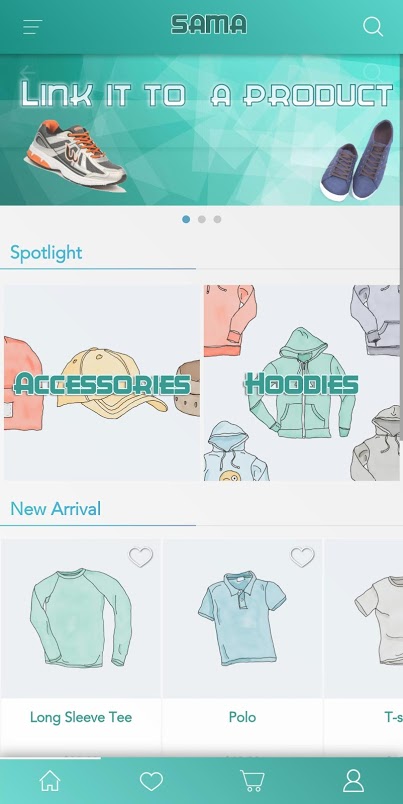 SAMA
Link it to a product
Spotlight
Accessories
Hoodies
New Arrival
Long Sleeve Tee
Polo
T-s